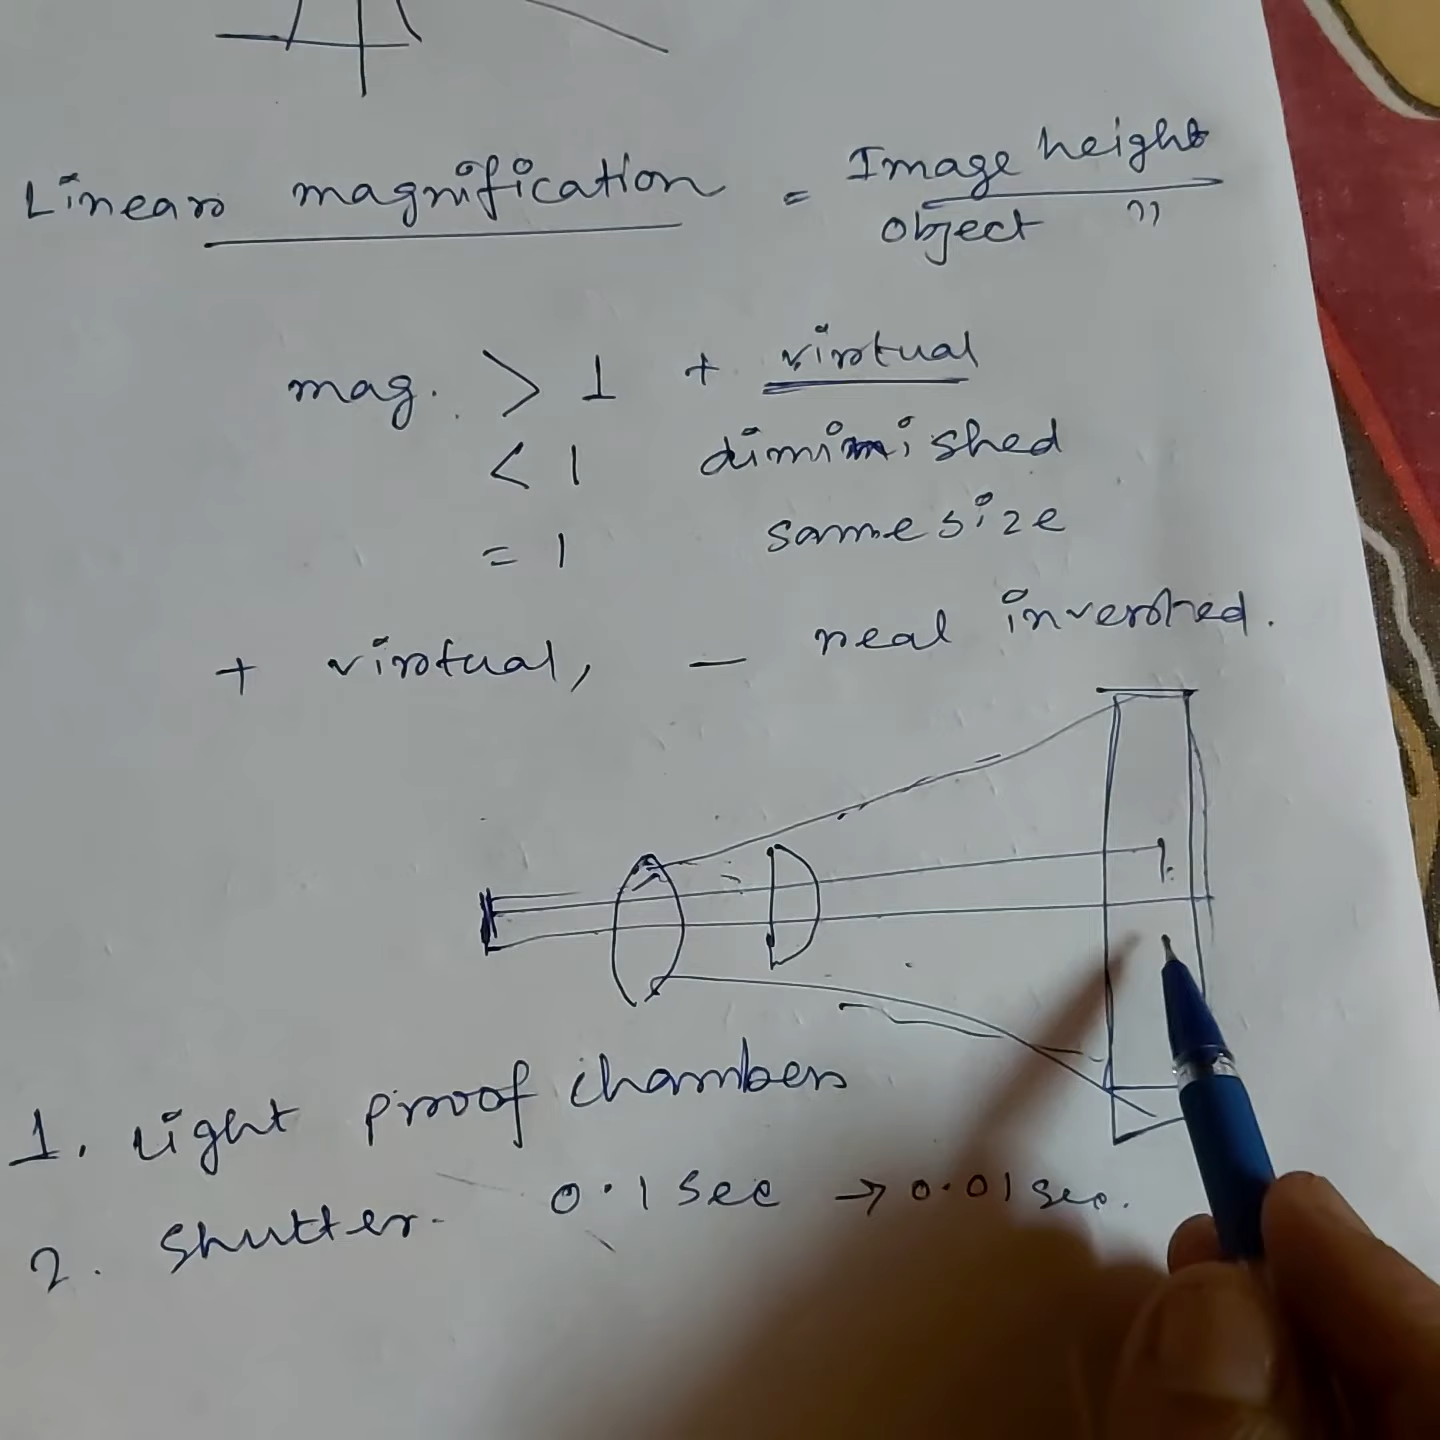 Linear magnification = Image height
object "
mag. > 1 + virtual
< 1 diminished
= 1 same size
+ virtual, - real inverted.
1. Light proof chamber
2. Shutter. 0.1 sec → 0.01 sec.